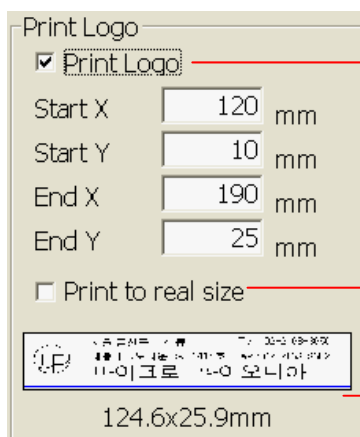 Print Logo
Print Logo
Start X 120 mm
Start Y 10 mm
End X 190 mm
End Y 25 mm
Print to real size
124.6x25.9mm